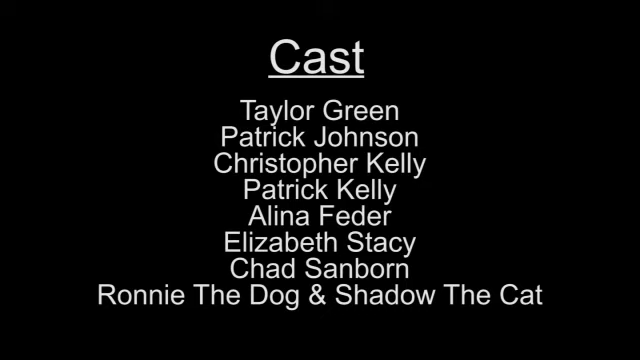 Cast
Taylor Green
Patrick Johnson
Christopher Kelly
Patrick Kelly
Alina Feder
Elizabeth Stacy
Chad Sanborn
Ronnie The Dog & Shadow The Cat